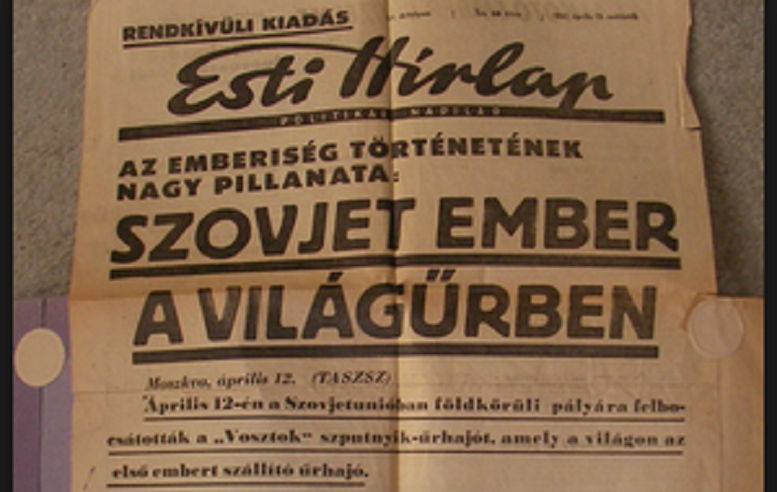 RENDKÍVÜLI KIADÁS
Esti Hírlap
POLITIKAI NAPILAP
AZ EMBERISÉG TÖRTÉNETÉNEK
NAGY PILLANATA:
SZOVJET EMBER
A VILÁGŰRBEN
Moszkva, április 12. (TASZSZ)
Április 12-én a Szovjetunióban földkörüli pályára felbo-
csátották a „Vosztok" szputnyik-űrhajót, amely a világon az
első embert szállító űrhajó.